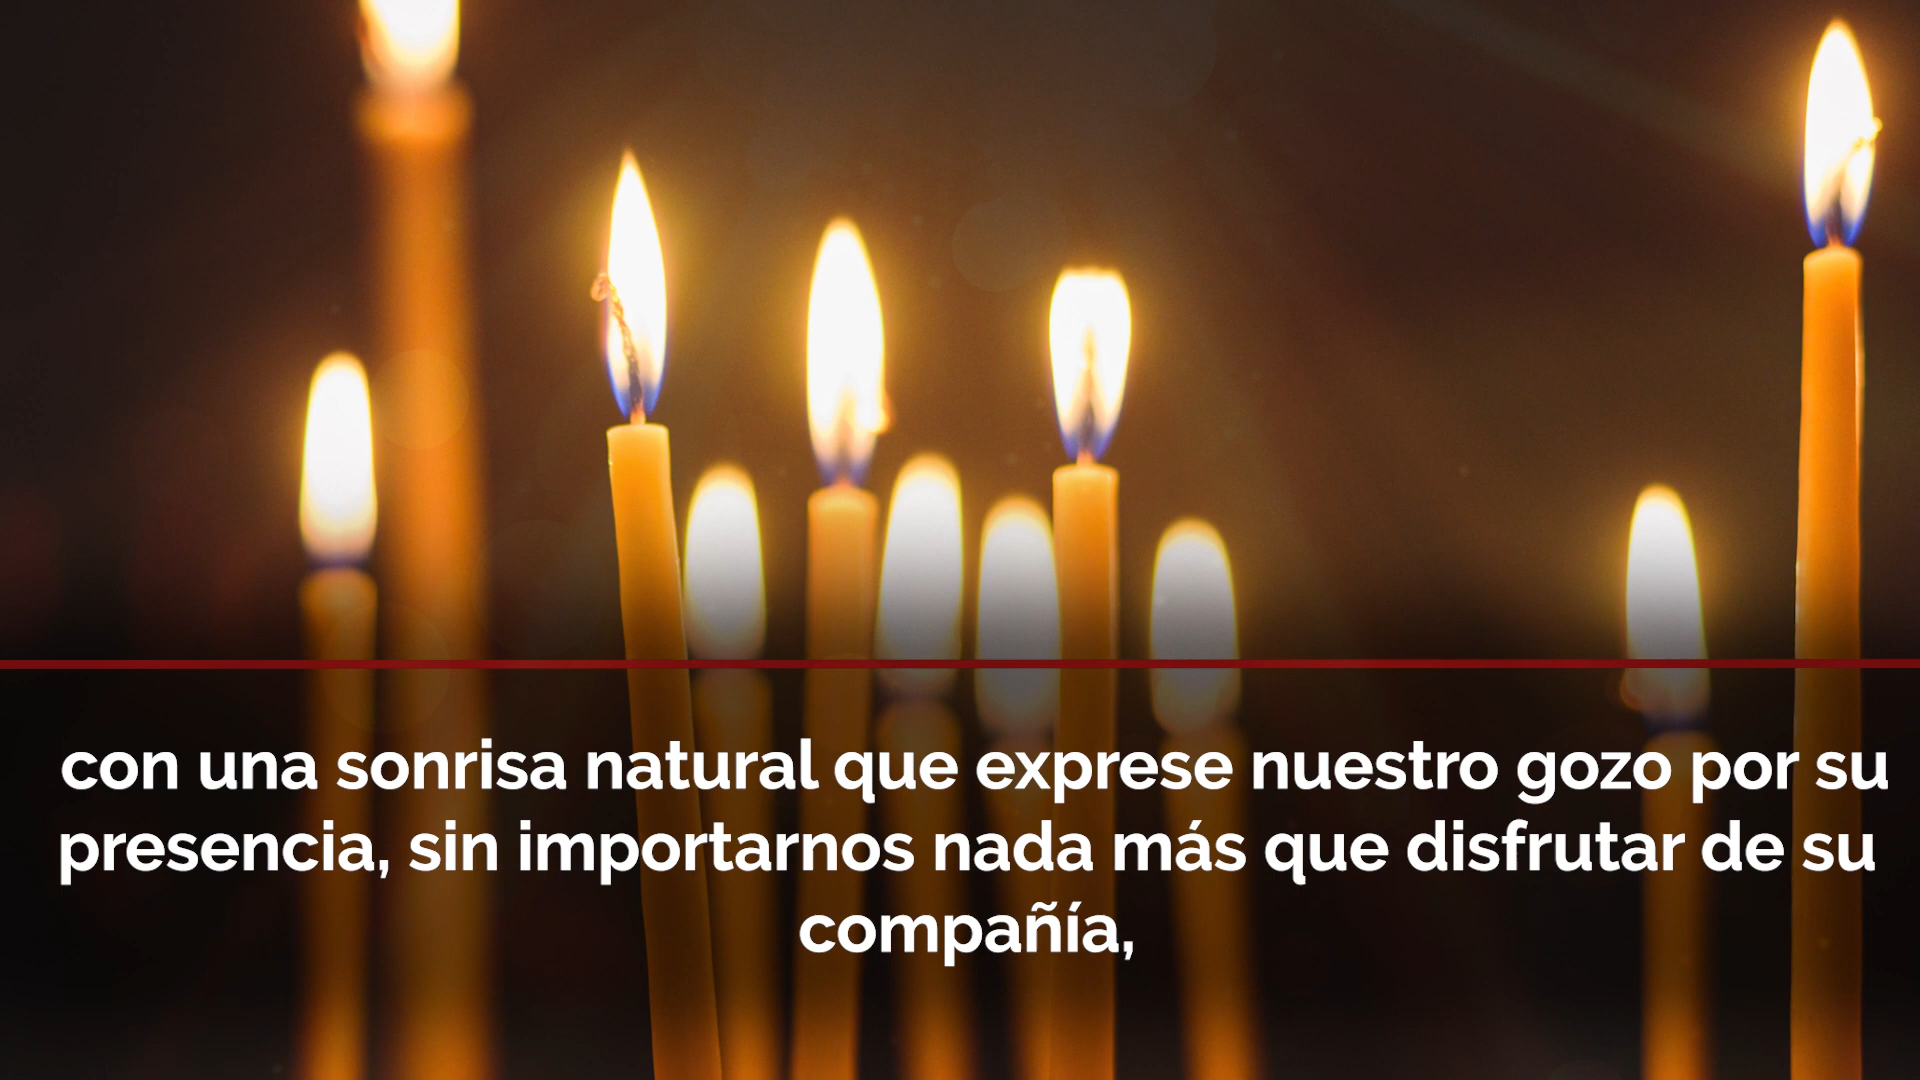 con una sonrisa natural que exprese nuestro gozo por su
presencia, sin importarnos nada más que disfrutar de su
compañía,